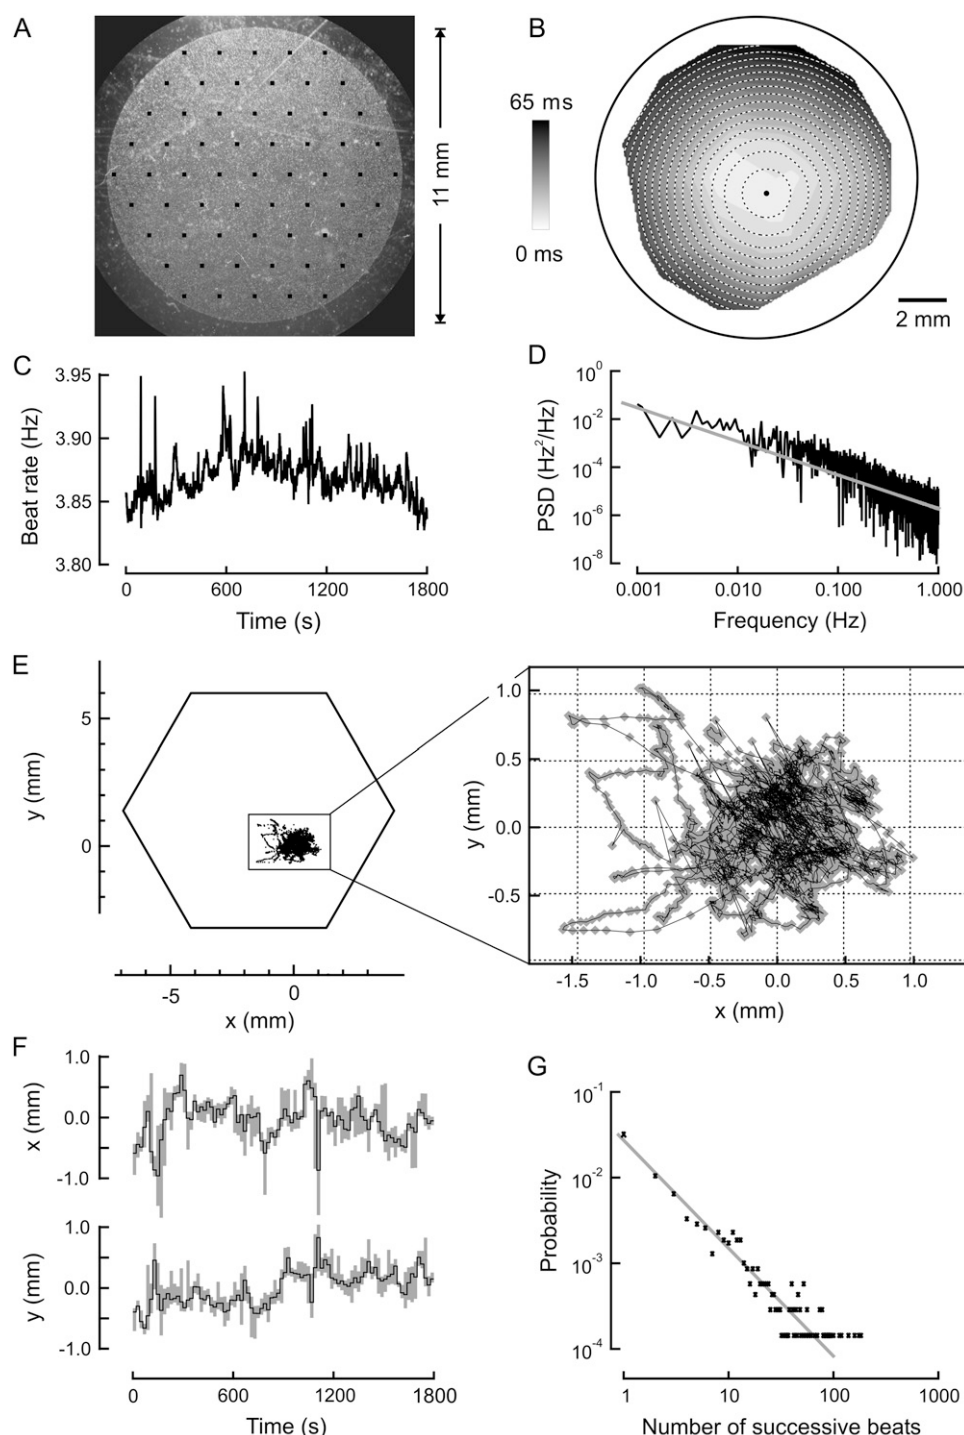 A
11 mm
B
65 ms
0 ms
2 mm
C
3.95
3.90
3.85
3.80
Beat rate (Hz)
0
600
1200
1800
Time (s)
D
10^0
10^-2
10^-4
10^-6
10^-8
PSD (Hz^2/Hz)
0.001
0.010
0.100
1.000
Frequency (Hz)
E
5
0
y (mm)
-5
0
x (mm)
1.0
0.5
0.0
-0.5
y (mm)
-1.5
-1.0
-0.5
0.0
0.5
1.0
x (mm)
F
1.0
0.0
-1.0
x (mm)
1.0
0.0
-1.0
y (mm)
0
600
1200
1800
Time (s)
G
10^-1
10^-2
10^-3
10^-4
Probability
1
10
100
1000
Number of successive beats